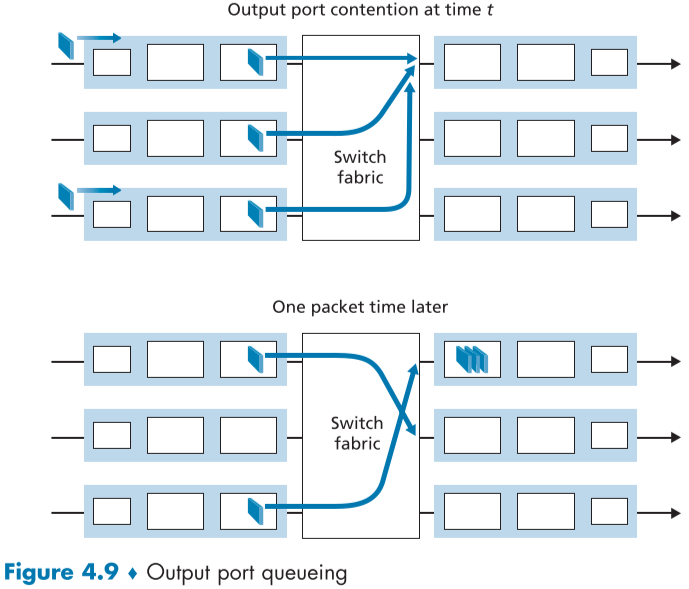 Output port contention at time t
Switch
fabric
One packet time later
Switch
fabric
Figure 4.9 ♦ Output port queueing